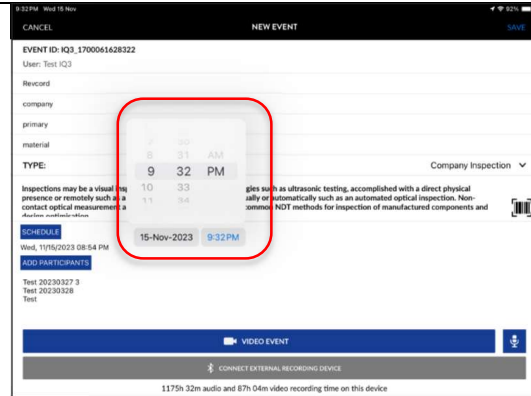 9:32 PM Wed 15 Nov
92%
CANCEL
NEW EVENT
SAVE
EVENT ID: IQ3_1700061628322
User: Test IQ3
Revcord
company
primary
material
TYPE:
Company Inspection
Inspections may be a visual gies such as ultrasonic testing, accomplished with a direct physical
presence or remotely such as a ually or automatically such as an automated optical inspection. Non-
contact optical measurement a common NDT methods for inspection of manufactured components and
design optimisation
8 31 AM
9 32 PM
10 33
11 34
15-Nov-2023 9:32 PM
SCHEDULE
Wed, 11/15/2023 08:54 PM
ADD PARTICIPANTS
Test 20230327 3
Test 20230328
Test
VIDEO EVENT
CONNECT EXTERNAL RECORDING DEVICE
1175h 32m audio and 87h 04m video recording time on this device